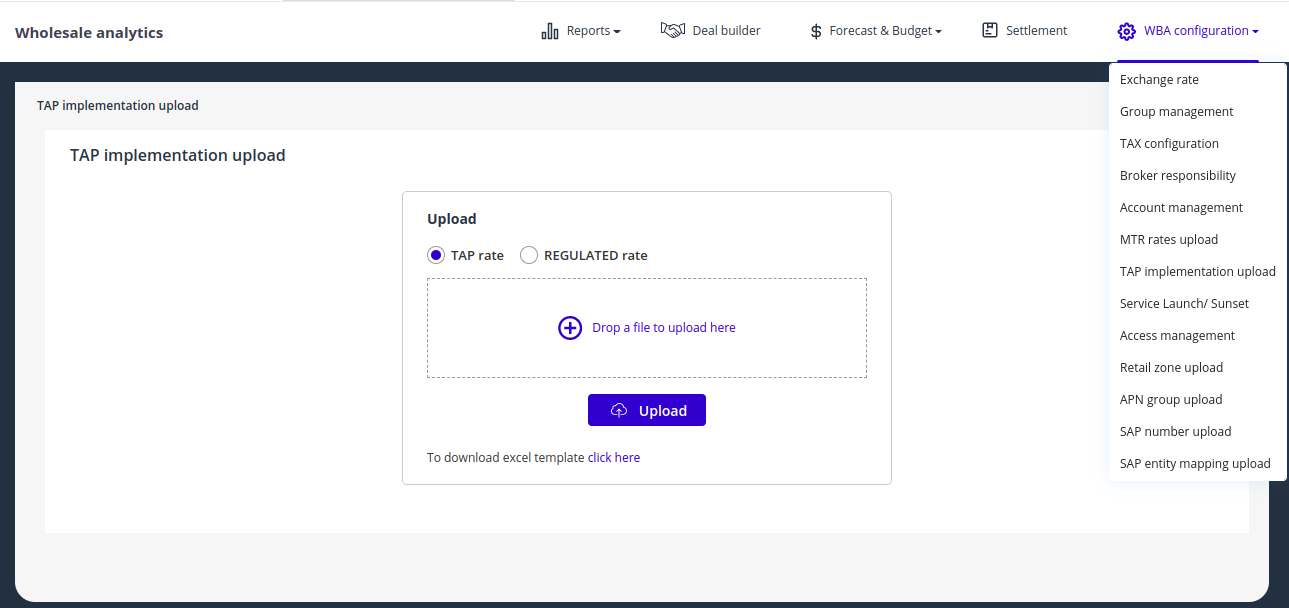 Wholesale analytics
Reports
Deal builder
Forecast & Budget
Settlement
WBA configuration
Exchange rate
Group management
TAX configuration
Broker responsibility
Account management
MTR rates upload
TAP implementation upload
Service Launch/ Sunset
Access management
Retail zone upload
APN group upload
SAP number upload
SAP entity mapping upload
TAP implementation upload
TAP implementation upload
Upload
TAP rate
REGULATED rate
Drop a file to upload here
Upload
To download excel template click here